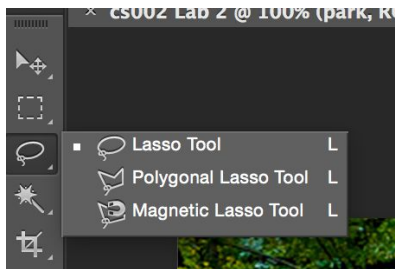 × cs002 Lab 2 @ 100% (park, R
Lasso Tool L
Polygonal Lasso Tool L
Magnetic Lasso Tool L